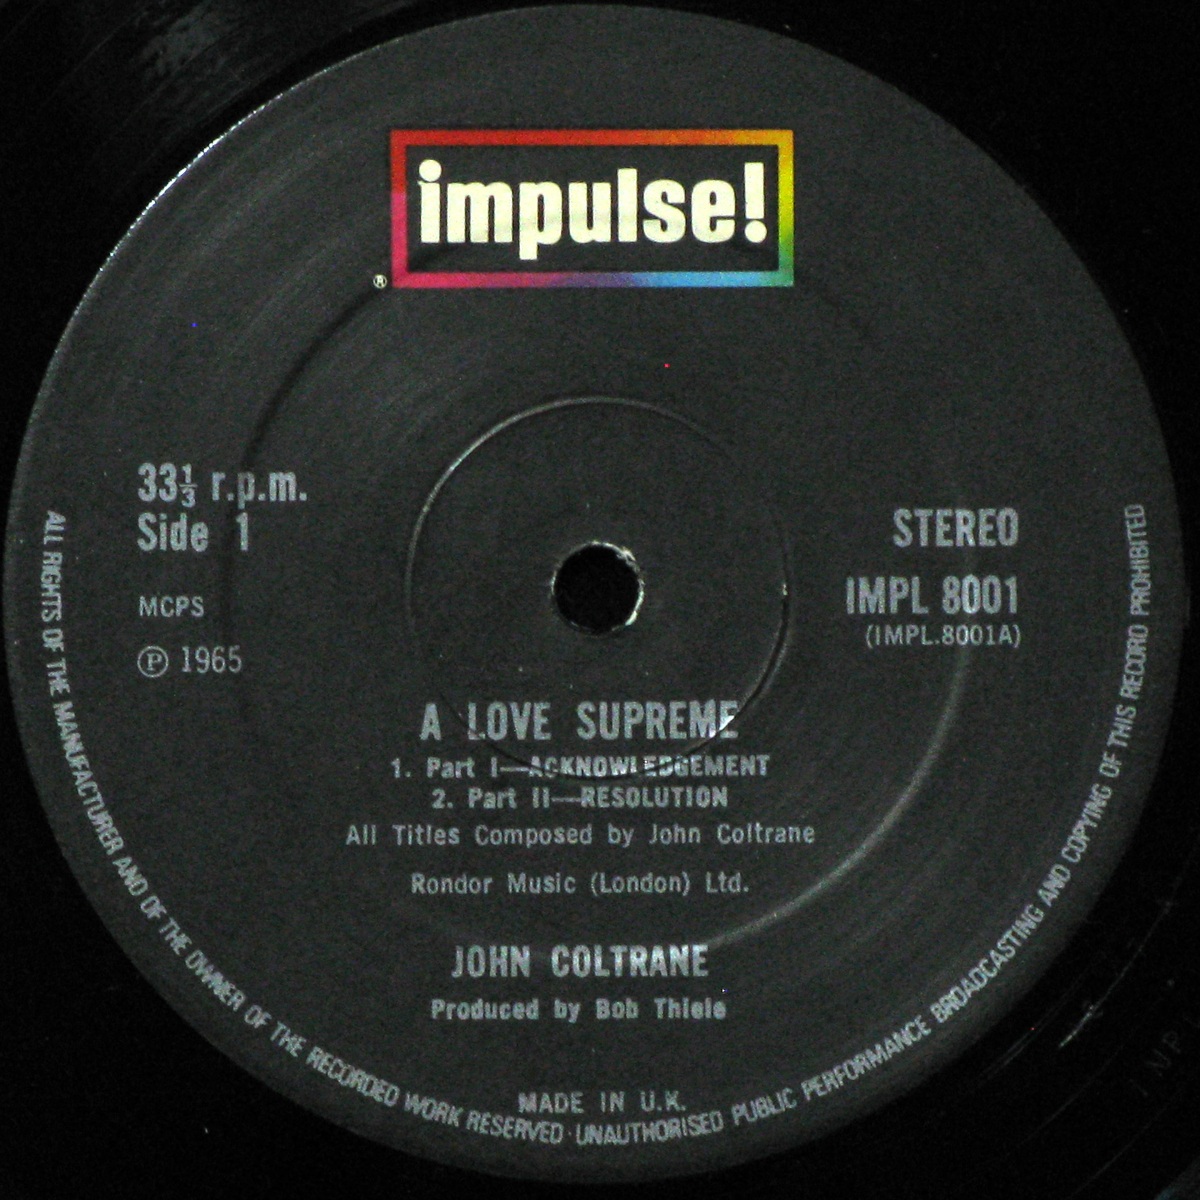 impulse!
®
33⅓ r.p.m.
Side 1
MCPS
Ⓟ 1965
STEREO
IMPL 8001
(IMPL.8001A)
A LOVE SUPREME
1. Part I—ACKNOWLEDGEMENT
2. Part II—RESOLUTION
All Titles Composed by John Coltrane
Rondor Music (London) Ltd.
JOHN COLTRANE
Produced by Bob Thiele
MADE IN U.K.
ALL RIGHTS OF THE MANUFACTURER AND OF THE OWNER OF THE RECORDED WORK RESERVED · UNAUTHORISED PUBLIC PERFORMANCE BROADCASTING AND COPYING OF THIS RECORD PROHIBITED